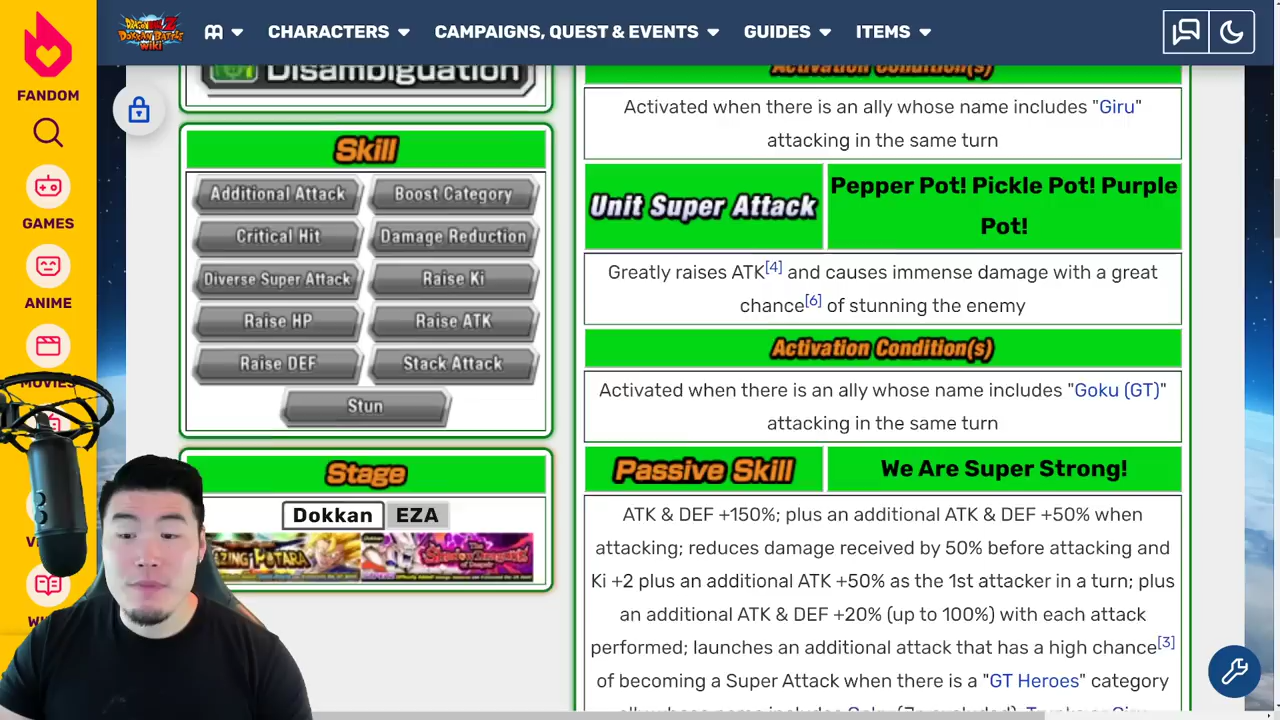 DRAGON BALL Z DOKKAN BATTLE WIKI
CHARACTERS
CAMPAIGNS, QUEST & EVENTS
GUIDES
ITEMS
FANDOM
GAMES
ANIME
MOVIES
Disambiguation
Skill
Additional Attack
Boost Category
Critical Hit
Damage Reduction
Diverse Super Attack
Raise Ki
Raise HP
Raise ATK
Raise DEF
Stack Attack
Stun
Stage
Dokkan
EZA
Activation Condition(s)
Activated when there is an ally whose name includes "Giru"
attacking in the same turn
Unit Super Attack
Pepper Pot! Pickle Pot! Purple
Pot!
Greatly raises ATK[4] and causes immense damage with a great
chance[6] of stunning the enemy
Activation Condition(s)
Activated when there is an ally whose name includes "Goku (GT)"
attacking in the same turn
Passive Skill
We Are Super Strong!
ATK & DEF +150%; plus an additional ATK & DEF +50% when
attacking; reduces damage received by 50% before attacking and
Ki +2 plus an additional ATK +50% as the 1st attacker in a turn; plus
an additional ATK & DEF +20% (up to 100%) with each attack
performed; launches an additional attack that has a high chance[3]
of becoming a Super Attack when there is a "GT Heroes" category